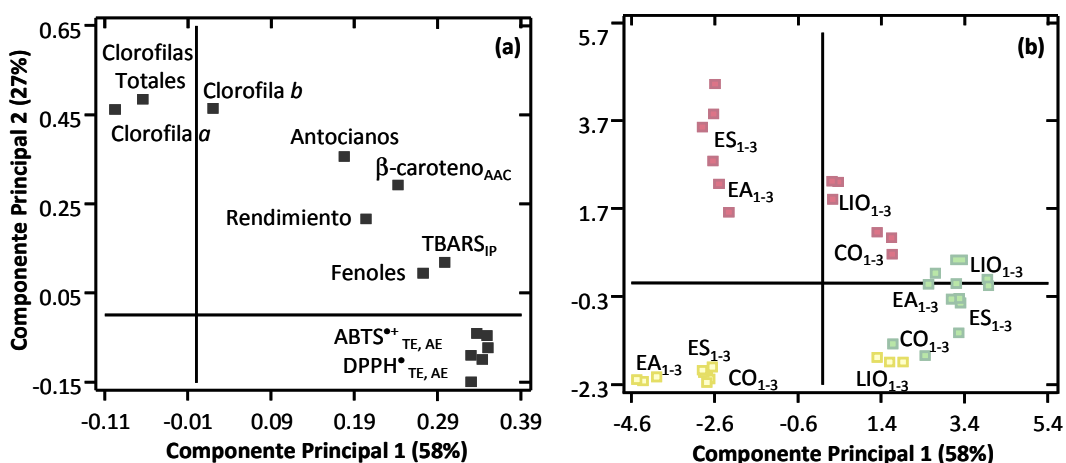 (a)
0.65
0.45
0.25
0.05
-0.15
Componente Principal 2 (27%)
Clorofilas
Totales
Clorofila b
Clorofila a
Antocianos
β-carotenoAAC
Rendimiento
TBARSIP
Fenoles
ABTS•+ TE, AE
DPPH• TE, AE
-0.11 -0.01 0.09 0.19 0.29 0.39
Componente Principal 1 (58%)
(b)
5.7
3.7
1.7
-0.3
-2.3
ES1-3
EA1-3
LIO1-3
CO1-3
LIO1-3
EA1-3
ES1-3
CO1-3
EA1-3
ES1-3
CO1-3
LIO1-3
-4.6 -2.6 -0.6 1.4 3.4 5.4
Componente Principal 1 (58%)